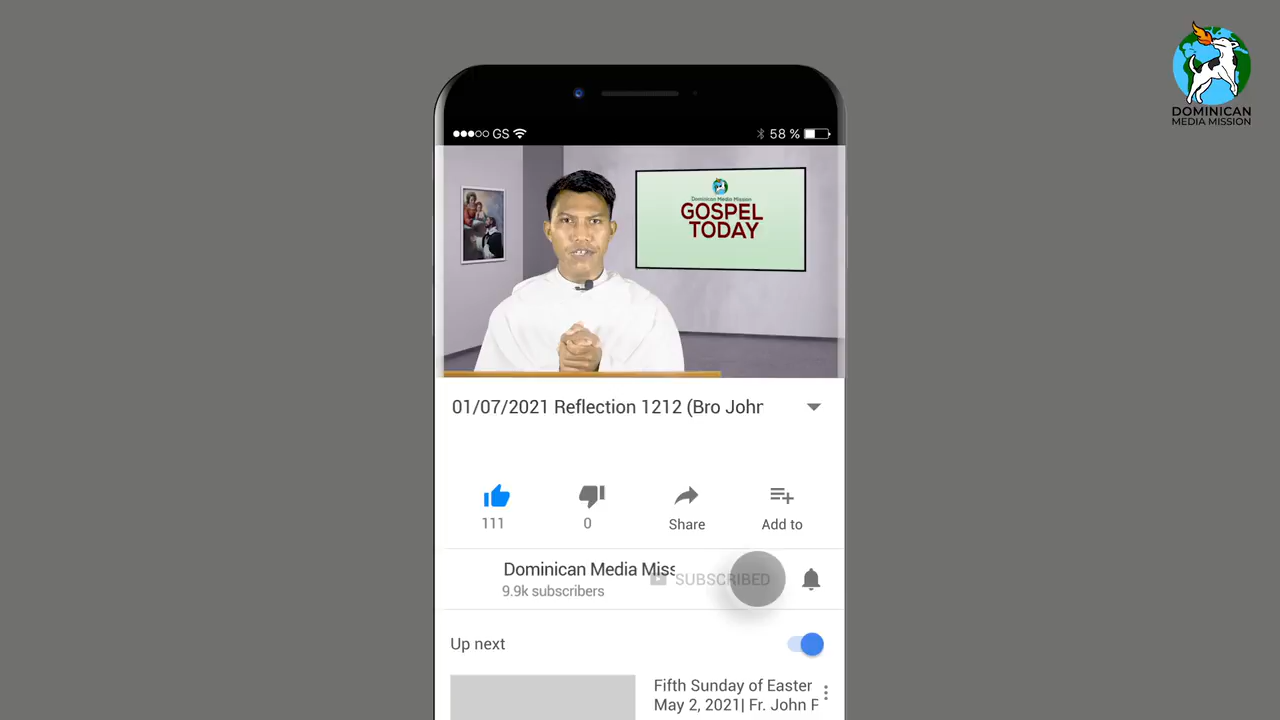 DOMINICAN
MEDIA MISSION
GS
58 %
Dominican Media Mission
GOSPEL
TODAY
01/07/2021 Reflection 1212 (Bro John
111
0
Share
Add to
Dominican Media Miss
SUBSCRIBED
9.9k subscribers
Up next
Fifth Sunday of Easter
May 2, 2021| Fr. John F